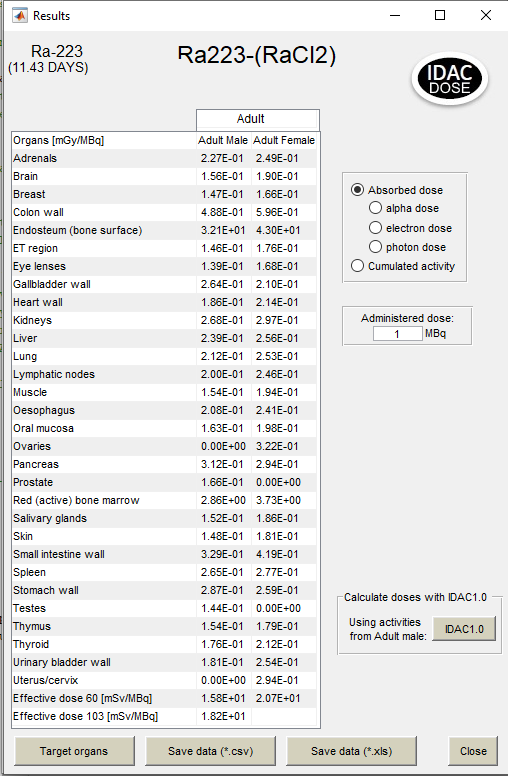 Results
Ra-223
(11.43 DAYS)
Ra223-(RaCl2)
IDAC
DOSE
Adult
Organs [mGy/MBq] Adult Male Adult Female
Adrenals 2.27E-01 2.49E-01
Brain 1.56E-01 1.90E-01
Breast 1.47E-01 1.66E-01
Colon wall 4.88E-01 5.96E-01
Endosteum (bone surface) 3.21E+01 4.30E+01
ET region 1.46E-01 1.76E-01
Eye lenses 1.39E-01 1.68E-01
Gallbladder wall 2.64E-01 2.10E-01
Heart wall 1.86E-01 2.14E-01
Kidneys 2.68E-01 2.97E-01
Liver 2.39E-01 2.56E-01
Lung 2.12E-01 2.53E-01
Lymphatic nodes 2.00E-01 2.46E-01
Muscle 1.54E-01 1.94E-01
Oesophagus 2.08E-01 2.41E-01
Oral mucosa 1.63E-01 1.98E-01
Ovaries 0.00E+00 3.22E-01
Pancreas 3.12E-01 2.94E-01
Prostate 1.66E-01 0.00E+00
Red (active) bone marrow 2.86E+00 3.73E+00
Salivary glands 1.52E-01 1.86E-01
Skin 1.48E-01 1.81E-01
Small intestine wall 3.29E-01 4.19E-01
Spleen 2.65E-01 2.77E-01
Stomach wall 2.87E-01 2.59E-01
Testes 1.44E-01 0.00E+00
Thymus 1.54E-01 1.79E-01
Thyroid 1.76E-01 2.12E-01
Urinary bladder wall 1.81E-01 2.54E-01
Uterus/cervix 0.00E+00 2.94E-01
Effective dose 60 [mSv/MBq] 1.58E+01 2.07E+01
Effective dose 103 [mSv/MBq] 1.82E+01
Absorbed dose
alpha dose
electron dose
photon dose
Cumulated activity
Administered dose:
1 MBq
Calculate doses with IDAC1.0
Using activities
from Adult male:
IDAC1.0
Target organs
Save data (*.csv)
Save data (*.xls)
Close